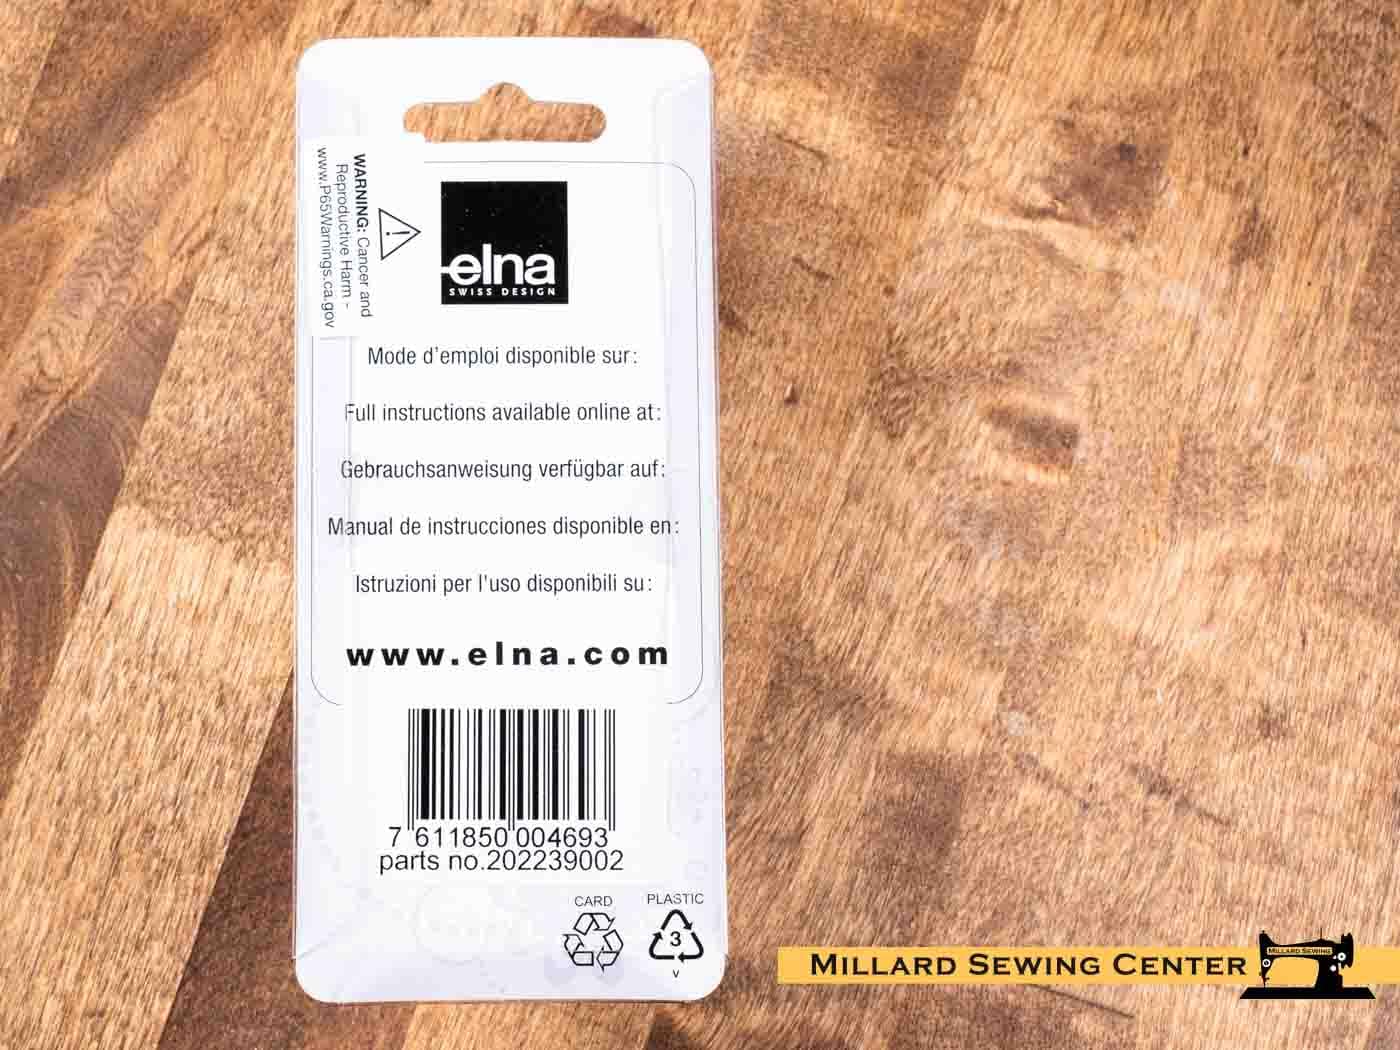 WARNING: Cancer and
Reproductive Harm -
www.P65Warnings.ca.gov
elna
SWISS DESIGN
Mode d'emploi disponible sur:
Full instructions available online at:
Gebrauchsanweisung verfügbar auf:
Manual de instrucciones disponible en:
Istruzioni per l'uso disponibili su:
www.elna.com
7 611850 004693
parts no.202239002
CARD
PLASTIC
3
V
MILLARD SEWING CENTER
MILLARD SEWING